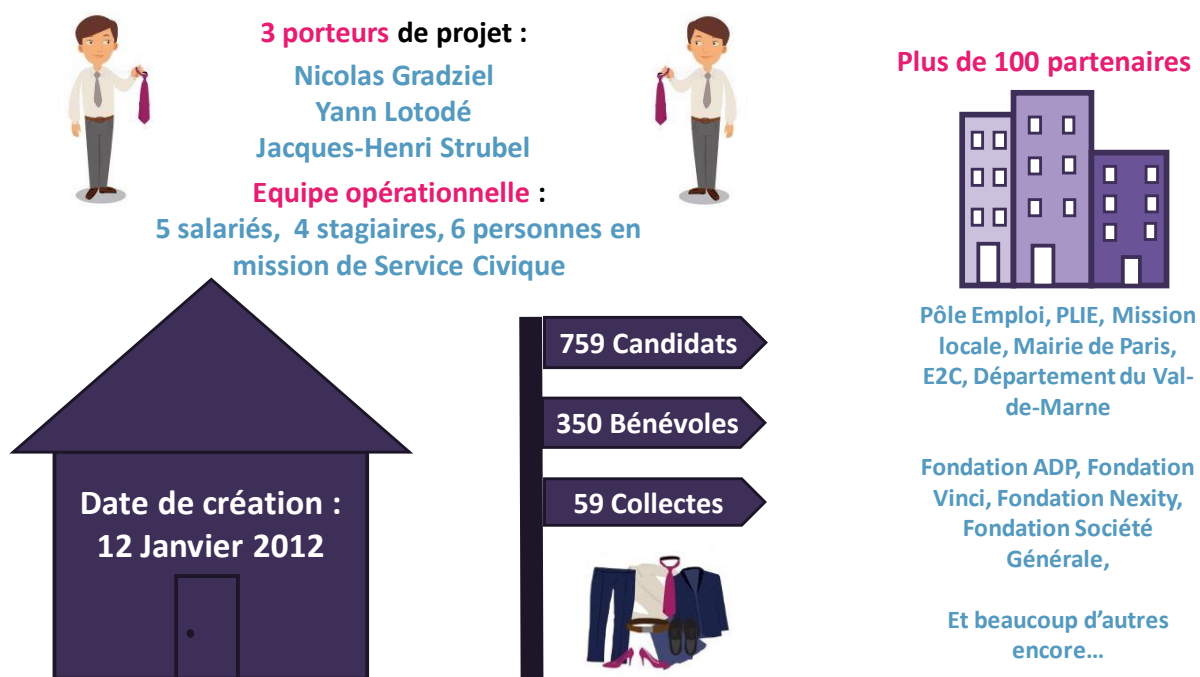 3 porteurs de projet :
Nicolas Gradziel
Yann Lotodé
Jacques-Henri Strubel
Equipe opérationnelle :
5 salariés, 4 stagiaires, 6 personnes en
mission de Service Civique
Date de création :
12 Janvier 2012
759 Candidats
350 Bénévoles
59 Collectes
Plus de 100 partenaires
Pôle Emploi, PLIE, Mission
locale, Mairie de Paris,
E2C, Département du Val-
de-Marne
Fondation ADP, Fondation
Vinci, Fondation Nexity,
Fondation Société
Générale,
Et beaucoup d’autres
encore…